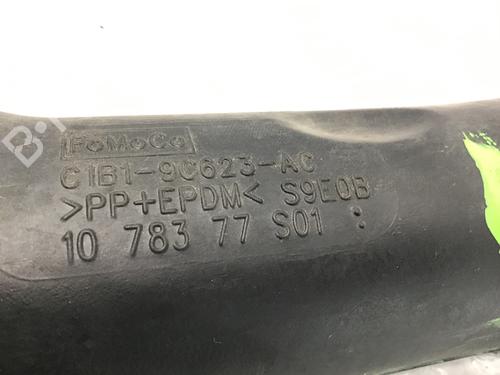 B
FoMoCo
C1B1-9C623-AC
>PP+EPDM< S9E0B
10 783 77 S01 :